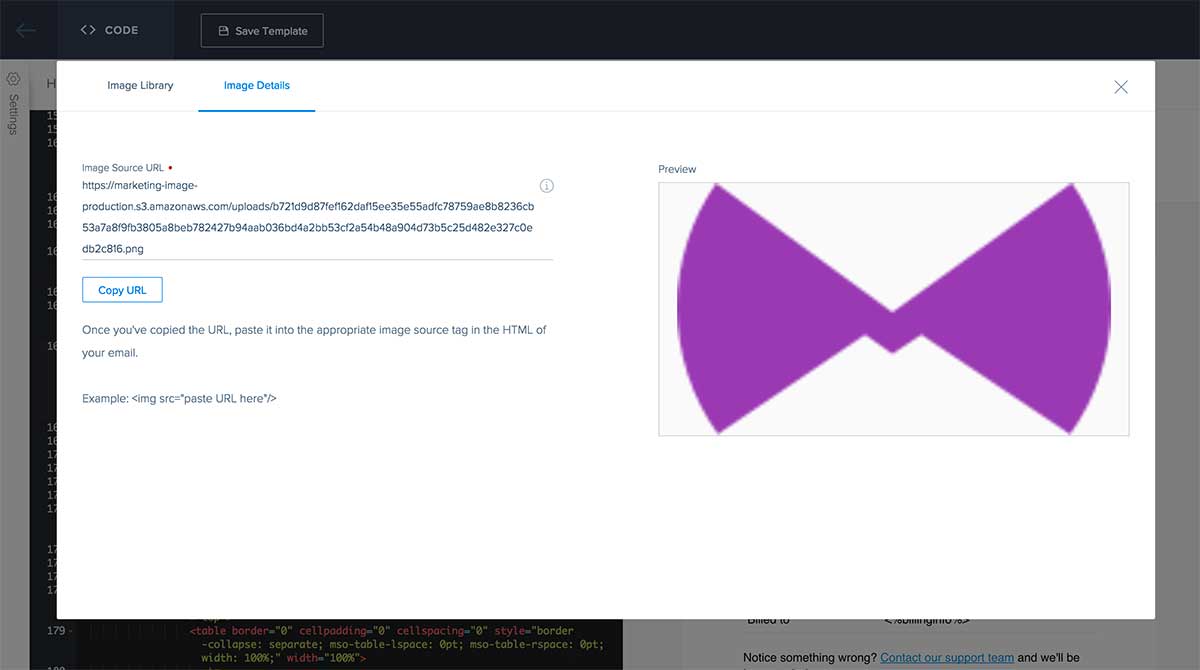 CODE
Save Template
Image Library
Image Details
Settings
H
Image Source URL •
https://marketing-image-
production.s3.amazonaws.com/uploads/b721d9d87fef162daf15ee35e55adfc78759ae8b8236cb
53a7a8f9fb3805a8beb782427b94aab036bd4a2bb53cf2a54b48a904d73b5c25d482e327c0e
db2c816.png
Copy URL
Once you've copied the URL, paste it into the appropriate image source tag in the HTML of
your email.
Example: <img src="paste URL here"/>
Preview
179
<table border="0" cellpadding="0" cellspacing="0" style="border
-collapse: separate; mso-table-lspace: 0pt; mso-table-rspace: 0pt;
width: 100%;" width="100%">
Billed to
<%billingInfo%>
Notice something wrong? Contact our support team and we'll be